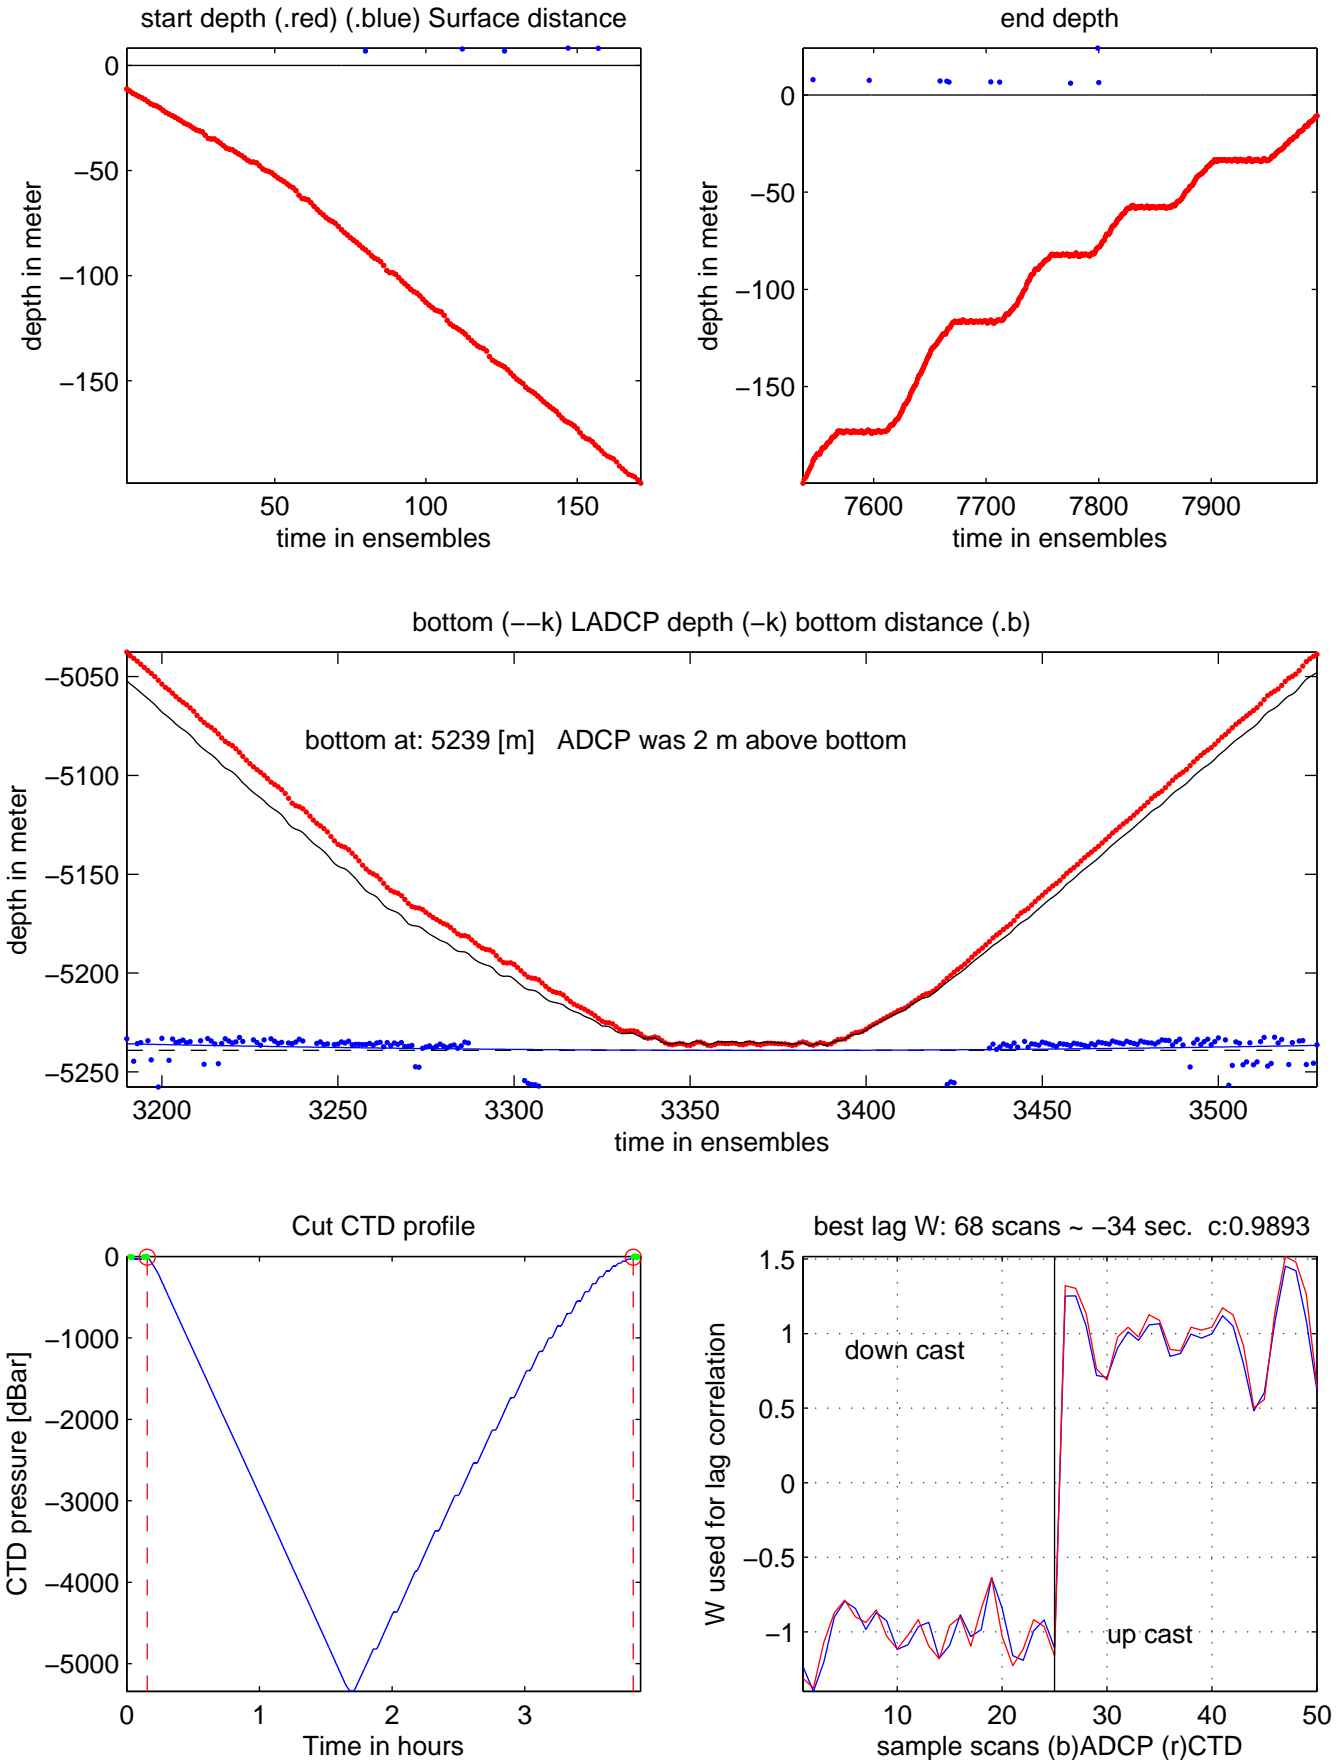 start depth (.red) (.blue) Surface distance
0
−50
−100
−150
depth in meter
50 100 150
time in ensembles
end depth
0
−50
−100
−150
depth in meter
7600 7700 7800 7900
time in ensembles
bottom (−−k) LADCP depth (−k) bottom distance (.b)
−5050
−5100
−5150
−5200
−5250
depth in meter
bottom at: 5239 [m] ADCP was 2 m above bottom
3200 3250 3300 3350 3400 3450 3500
time in ensembles
Cut CTD profile
0
−1000
−2000
−3000
−4000
−5000
CTD pressure [dBar]
0 1 2 3
Time in hours
best lag W: 68 scans ~ −34 sec. c:0.9893
1.5
1
0.5
0
−0.5
−1
W used for lag correlation
down cast
up cast
10 20 30 40 50
sample scans (b)ADCP (r)CTD